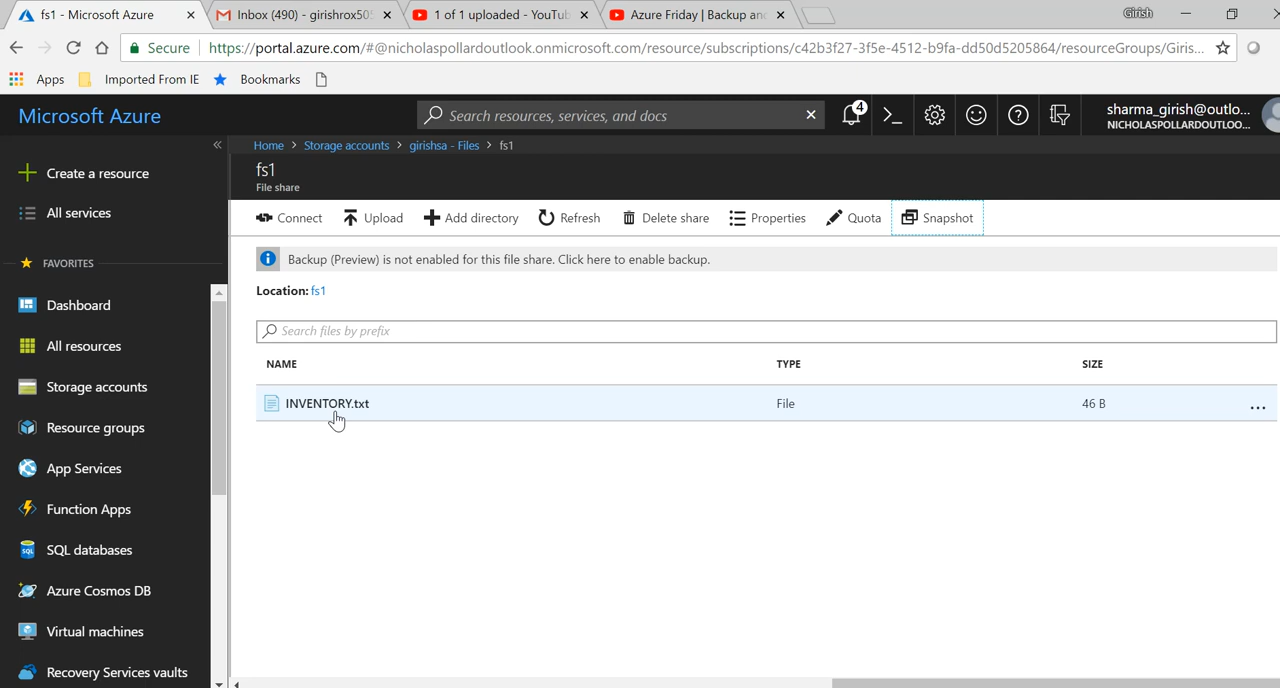 fs1 - Microsoft Azure
Inbox (490) - girishrox505
1 of 1 uploaded - YouTub
Azure Friday | Backup an
Girish
Secure
https://portal.azure.com/#@nicholaspollardoutlook.onmicrosoft.com/resource/subscriptions/c42b3f27-3f5e-4512-b9fa-dd50d5205864/resourceGroups/Giris...
Apps
Imported From IE
Bookmarks
Microsoft Azure
Search resources, services, and docs
4
sharma_girish@outlo...
NICHOLASPOLLARDOUTLOO...
Home > Storage accounts > girishsa - Files > fs1
fs1
File share
Create a resource
All services
FAVORITES
Dashboard
All resources
Storage accounts
Resource groups
App Services
Function Apps
SQL databases
Azure Cosmos DB
Virtual machines
Recovery Services vaults
Connect
Upload
Add directory
Refresh
Delete share
Properties
Quota
Snapshot
Backup (Preview) is not enabled for this file share. Click here to enable backup.
Location: fs1
Search files by prefix
NAME TYPE SIZE
INVENTORY.txt File 46 B ...